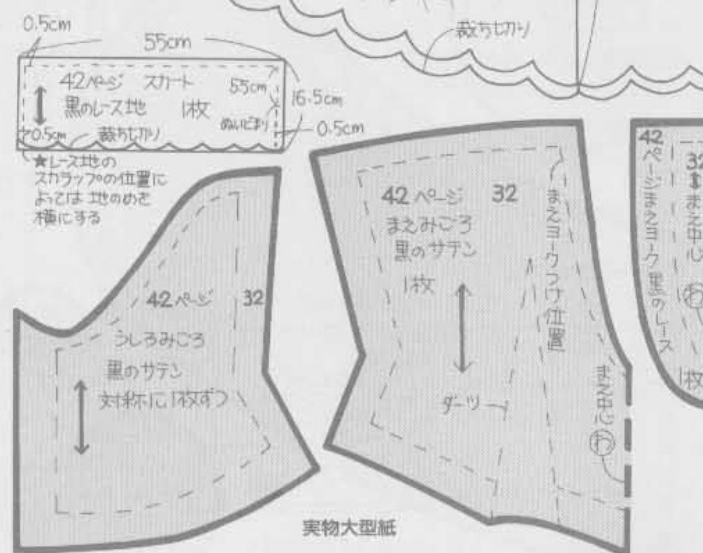 裁ち切り
0.5cm
55cm
42ページ スカート
黒のレース地 1枚
5.5cm
ぬいどまり
16.5cm
0.5cm
0.5cm 裁ち切り
★レース地の
スカラップの位置に
よっては地のめを
横にする
42ページ 32
うしろみごろ
黒のサテン
対称に1枚ずつ
42ページ 32
まえみごろ
黒のサテン
1枚
まえヨークつけ位置
ダーツ
まえ中心 わ
42ページまえヨーク 黒のレース
32
まえ中心
わ
1枚
実物大型紙